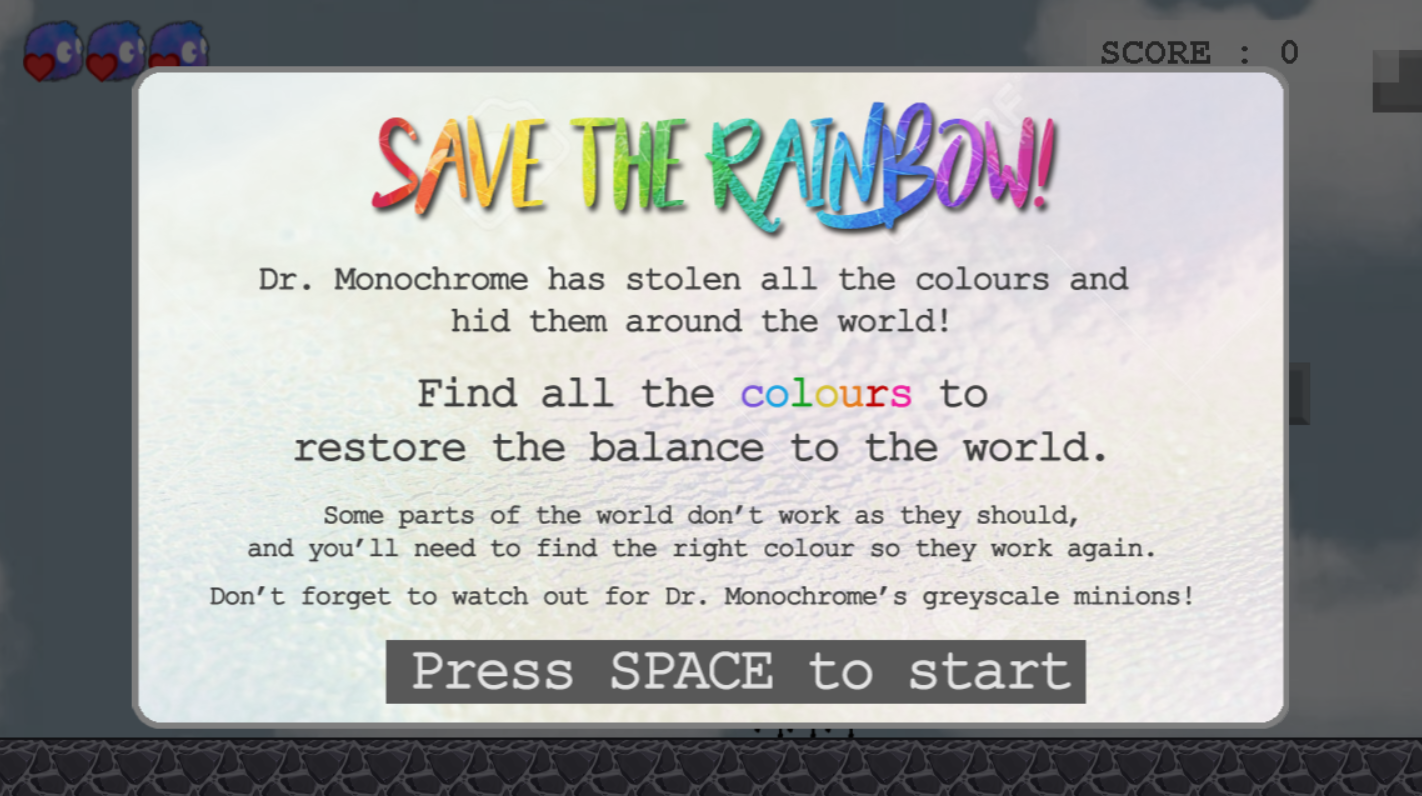 SCORE : 0
SAVE THE RAINBOW!
Dr. Monochrome has stolen all the colours and
hid them around the world!
Find all the colours to
restore the balance to the world.
Some parts of the world don’t work as they should,
and you’ll need to find the right colour so they work again.
Don’t forget to watch out for Dr. Monochrome’s greyscale minions!
Press SPACE to start